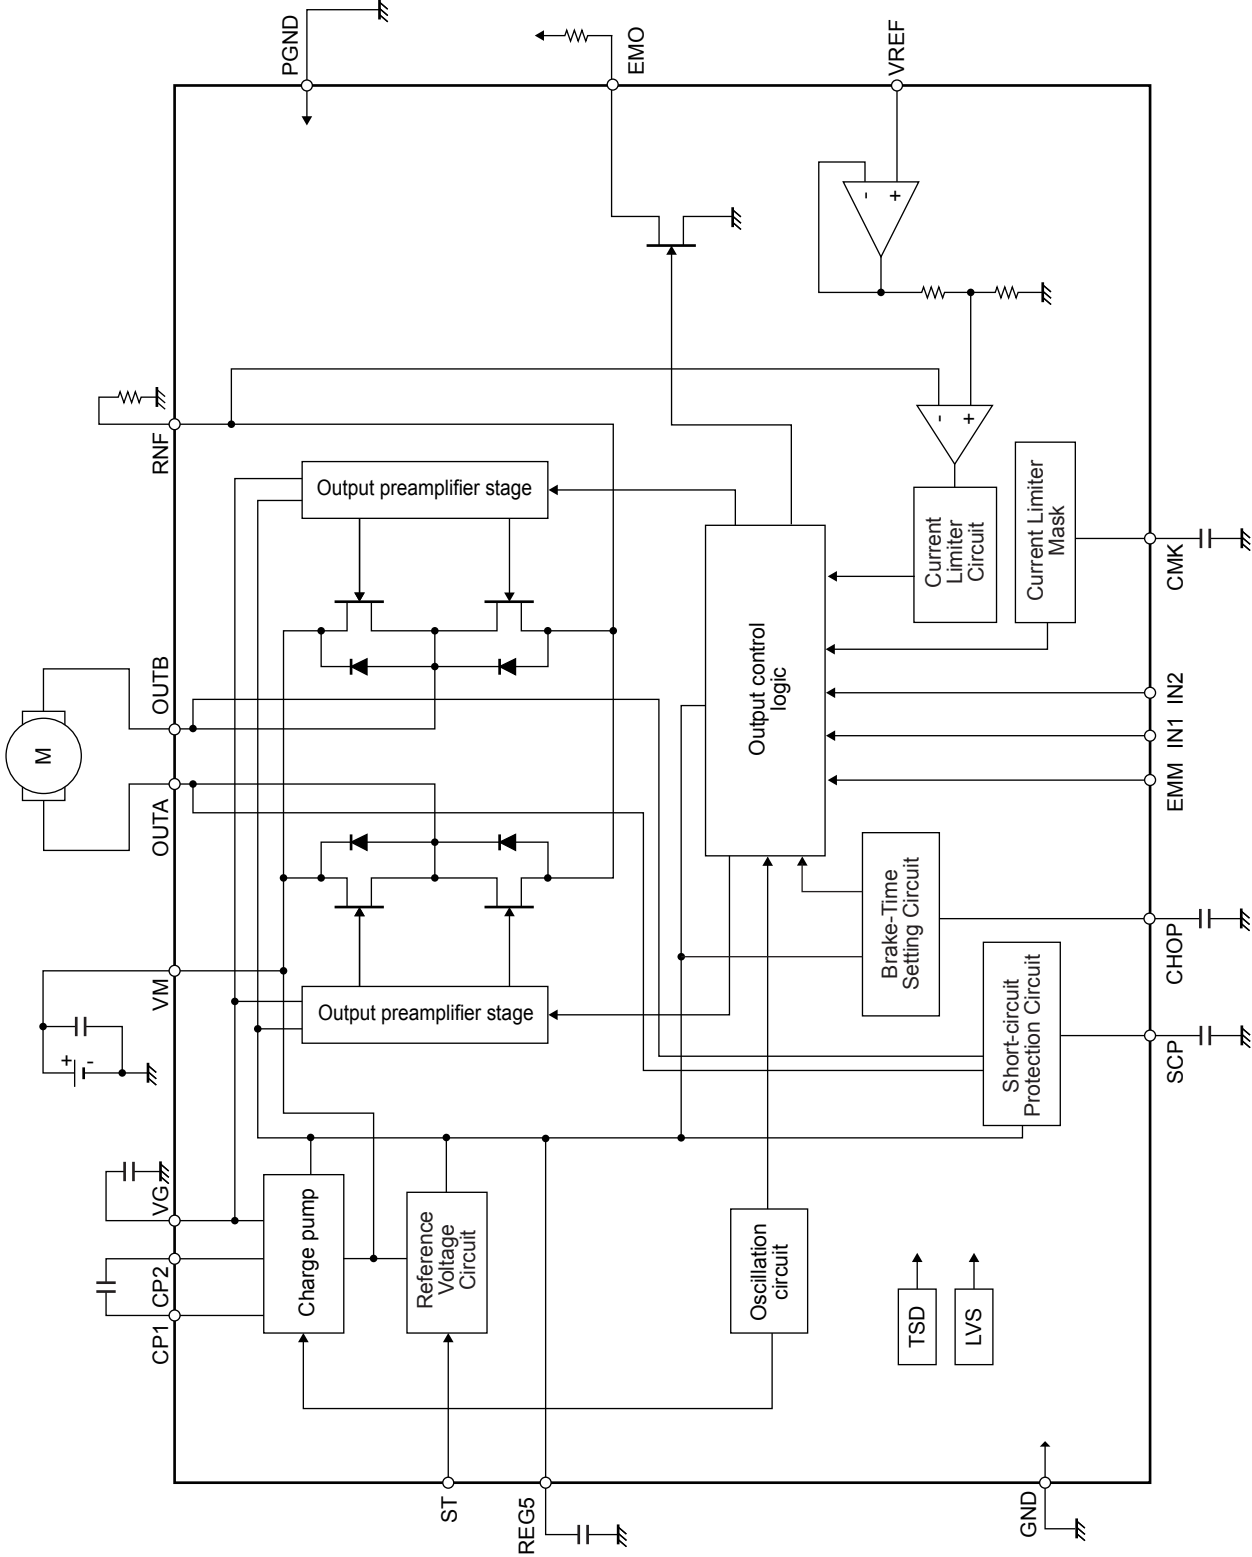 CP1
CP2
VG
VM
OUTA
OUTB
RNF
PGND
M
+
-
Charge pump
Reference
Voltage
Circuit
Output preamplifier stage
Output preamplifier stage
ST
REG5
EMO
Oscillation
circuit
Output control
logic
VREF
-
+
-
+
Current
Limiter
Circuit
Current Limiter
Mask
Brake-Time
Setting Circuit
Short-circuit
Protection Circuit
TSD
LVS
GND
SCP
CHOP
EMM
IN1
IN2
CMK